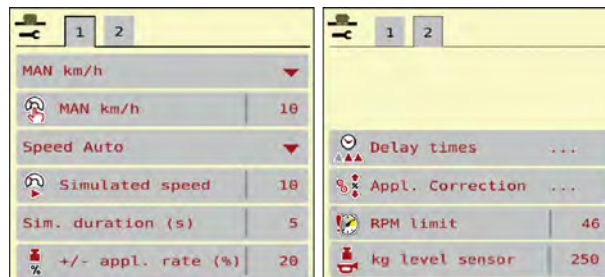 1 2
MAN km/h
MAN km/h 10
Speed Auto
Simulated speed 10
Sim. duration (s) 5
% +/- appl. rate (%) 20
1 2
Delay times ...
% Appl. Correction ...
RPM limit 46
kg level sensor 250